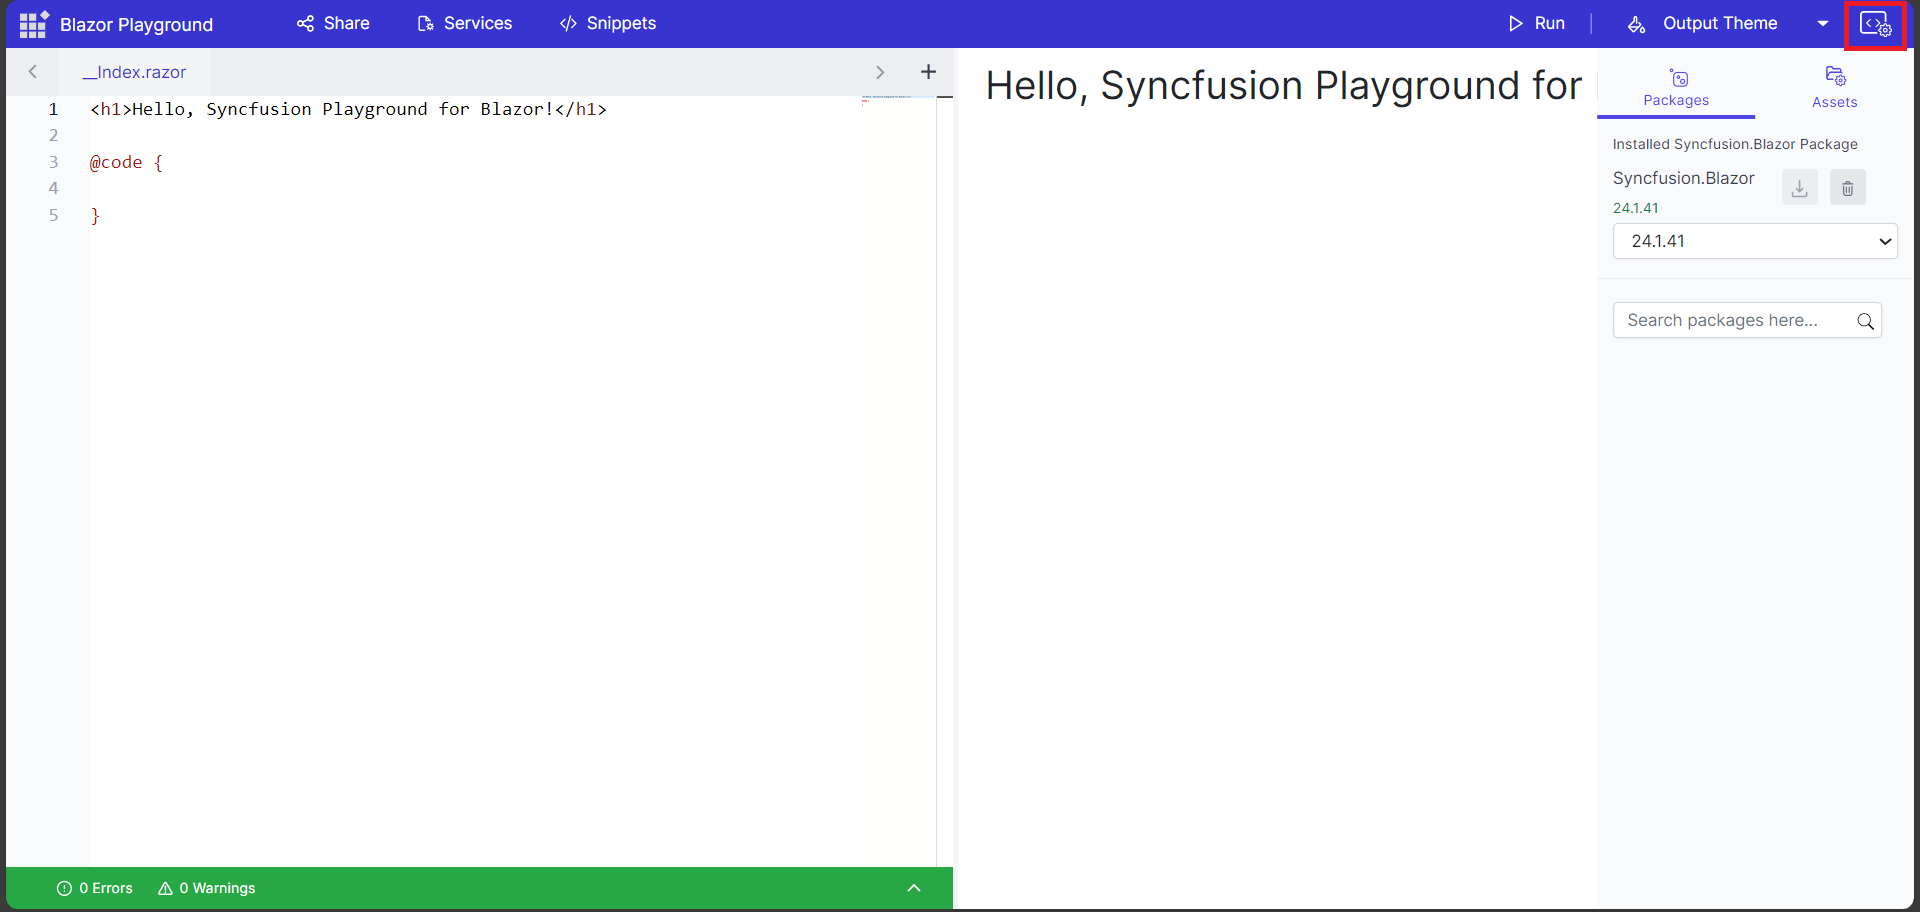 Blazor Playground
Share
Services
Snippets
Run
Output Theme
__Index.razor
1 <h1>Hello, Syncfusion Playground for Blazor!</h1>
2
3 @code {
4
5 }
Hello, Syncfusion Playground for
Packages
Assets
Installed Syncfusion.Blazor Package
Syncfusion.Blazor
24.1.41
24.1.41
Search packages here...
0 Errors
0 Warnings